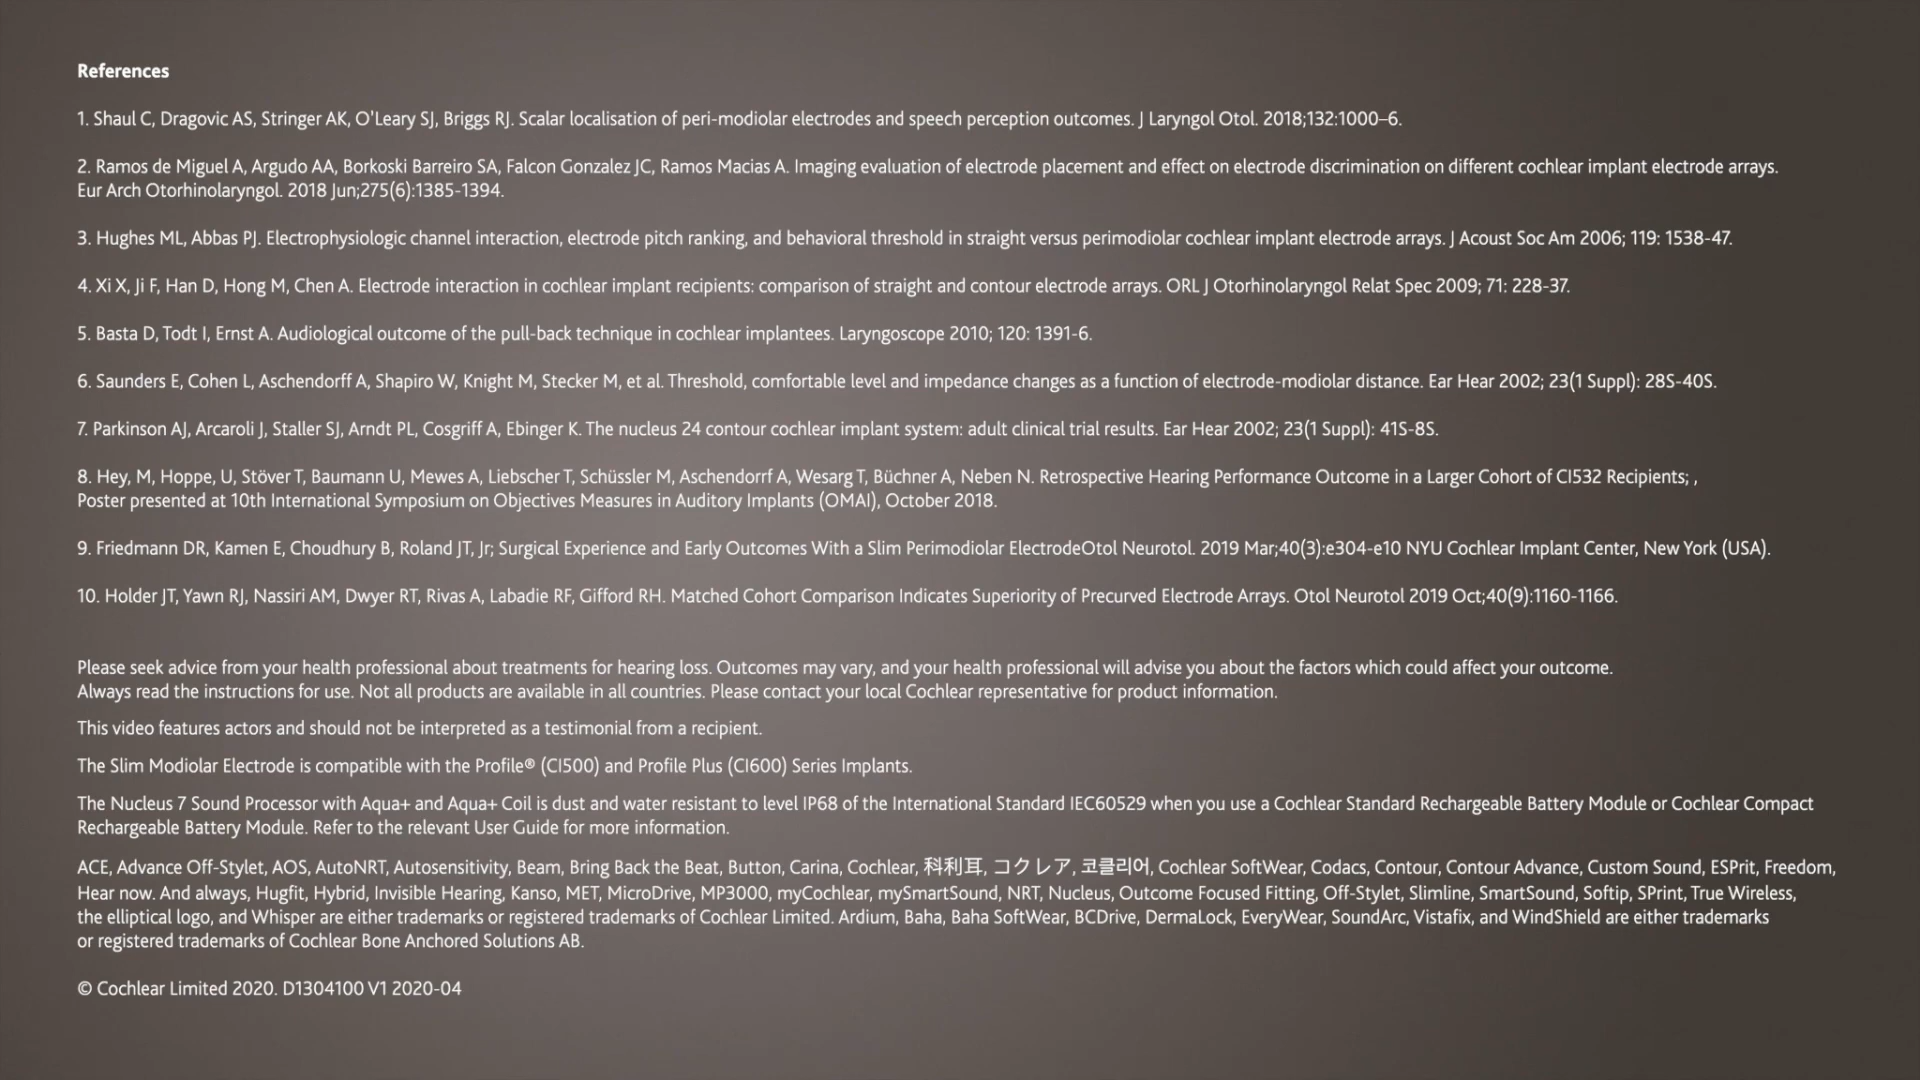 References
1. Shaul C, Dragovic AS, Stringer AK, O'Leary SJ, Briggs RJ. Scalar localisation of peri-modiolar electrodes and speech perception outcomes. J Laryngol Otol. 2018;132:1000–6.
2. Ramos de Miguel A, Argudo AA, Borkoski Barreiro SA, Falcon Gonzalez JC, Ramos Macias A. Imaging evaluation of electrode placement and effect on electrode discrimination on different cochlear implant electrode arrays.
Eur Arch Otorhinolaryngol. 2018 Jun;275(6):1385-1394.
3. Hughes ML, Abbas PJ. Electrophysiologic channel interaction, electrode pitch ranking, and behavioral threshold in straight versus perimodiolar cochlear implant electrode arrays. J Acoust Soc Am 2006; 119: 1538-47.
4. Xi X, Ji F, Han D, Hong M, Chen A. Electrode interaction in cochlear implant recipients: comparison of straight and contour electrode arrays. ORL J Otorhinolaryngol Relat Spec 2009; 71: 228-37.
5. Basta D, Todt I, Ernst A. Audiological outcome of the pull-back technique in cochlear implantees. Laryngoscope 2010; 120: 1391-6.
6. Saunders E, Cohen L, Aschendorff A, Shapiro W, Knight M, Stecker M, et al. Threshold, comfortable level and impedance changes as a function of electrode-modiolar distance. Ear Hear 2002; 23(1 Suppl): 28S-40S.
7. Parkinson AJ, Arcaroli J, Staller SJ, Arndt PL, Cosgriff A, Ebinger K. The nucleus 24 contour cochlear implant system: adult clinical trial results. Ear Hear 2002; 23(1 Suppl): 41S-8S.
8. Hey, M, Hoppe, U, Stöver T, Baumann U, Mewes A, Liebscher T, Schüssler M, Aschendorrf A, Wesarg T, Büchner A, Neben N. Retrospective Hearing Performance Outcome in a Larger Cohort of CI532 Recipients; ,
Poster presented at 10th International Symposium on Objectives Measures in Auditory Implants (OMAI), October 2018.
9. Friedmann DR, Kamen E, Choudhury B, Roland JT, Jr; Surgical Experience and Early Outcomes With a Slim Perimodiolar ElectrodeOtol Neurotol. 2019 Mar;40(3):e304-e10 NYU Cochlear Implant Center, New York (USA).
10. Holder JT, Yawn RJ, Nassiri AM, Dwyer RT, Rivas A, Labadie RF, Gifford RH. Matched Cohort Comparison Indicates Superiority of Precurved Electrode Arrays. Otol Neurotol 2019 Oct;40(9):1160-1166.
Please seek advice from your health professional about treatments for hearing loss. Outcomes may vary, and your health professional will advise you about the factors which could affect your outcome.
Always read the instructions for use. Not all products are available in all countries. Please contact your local Cochlear representative for product information.
This video features actors and should not be interpreted as a testimonial from a recipient.
The Slim Modiolar Electrode is compatible with the Profile® (CI500) and Profile Plus (CI600) Series Implants.
The Nucleus 7 Sound Processor with Aqua+ and Aqua+ Coil is dust and water resistant to level IP68 of the International Standard IEC60529 when you use a Cochlear Standard Rechargeable Battery Module or Cochlear Compact
Rechargeable Battery Module. Refer to the relevant User Guide for more information.
ACE, Advance Off-Stylet, AOS, AutoNRT, Autosensitivity, Beam, Bring Back the Beat, Button, Carina, Cochlear, 科利耳, コクレア, 코클리어, Cochlear SoftWear, Codacs, Contour, Contour Advance, Custom Sound, ESPrit, Freedom,
Hear now. And always, Hugfit, Hybrid, Invisible Hearing, Kanso, MET, MicroDrive, MP3000, myCochlear, mySmartSound, NRT, Nucleus, Outcome Focused Fitting, Off-Stylet, Slimline, SmartSound, Softip, SPrint, True Wireless,
the elliptical logo, and Whisper are either trademarks or registered trademarks of Cochlear Limited. Ardium, Baha, Baha SoftWear, BCDrive, DermaLock, EveryWear, SoundArc, Vistafix, and WindShield are either trademarks
or registered trademarks of Cochlear Bone Anchored Solutions AB.
© Cochlear Limited 2020. D1304100 V1 2020-04